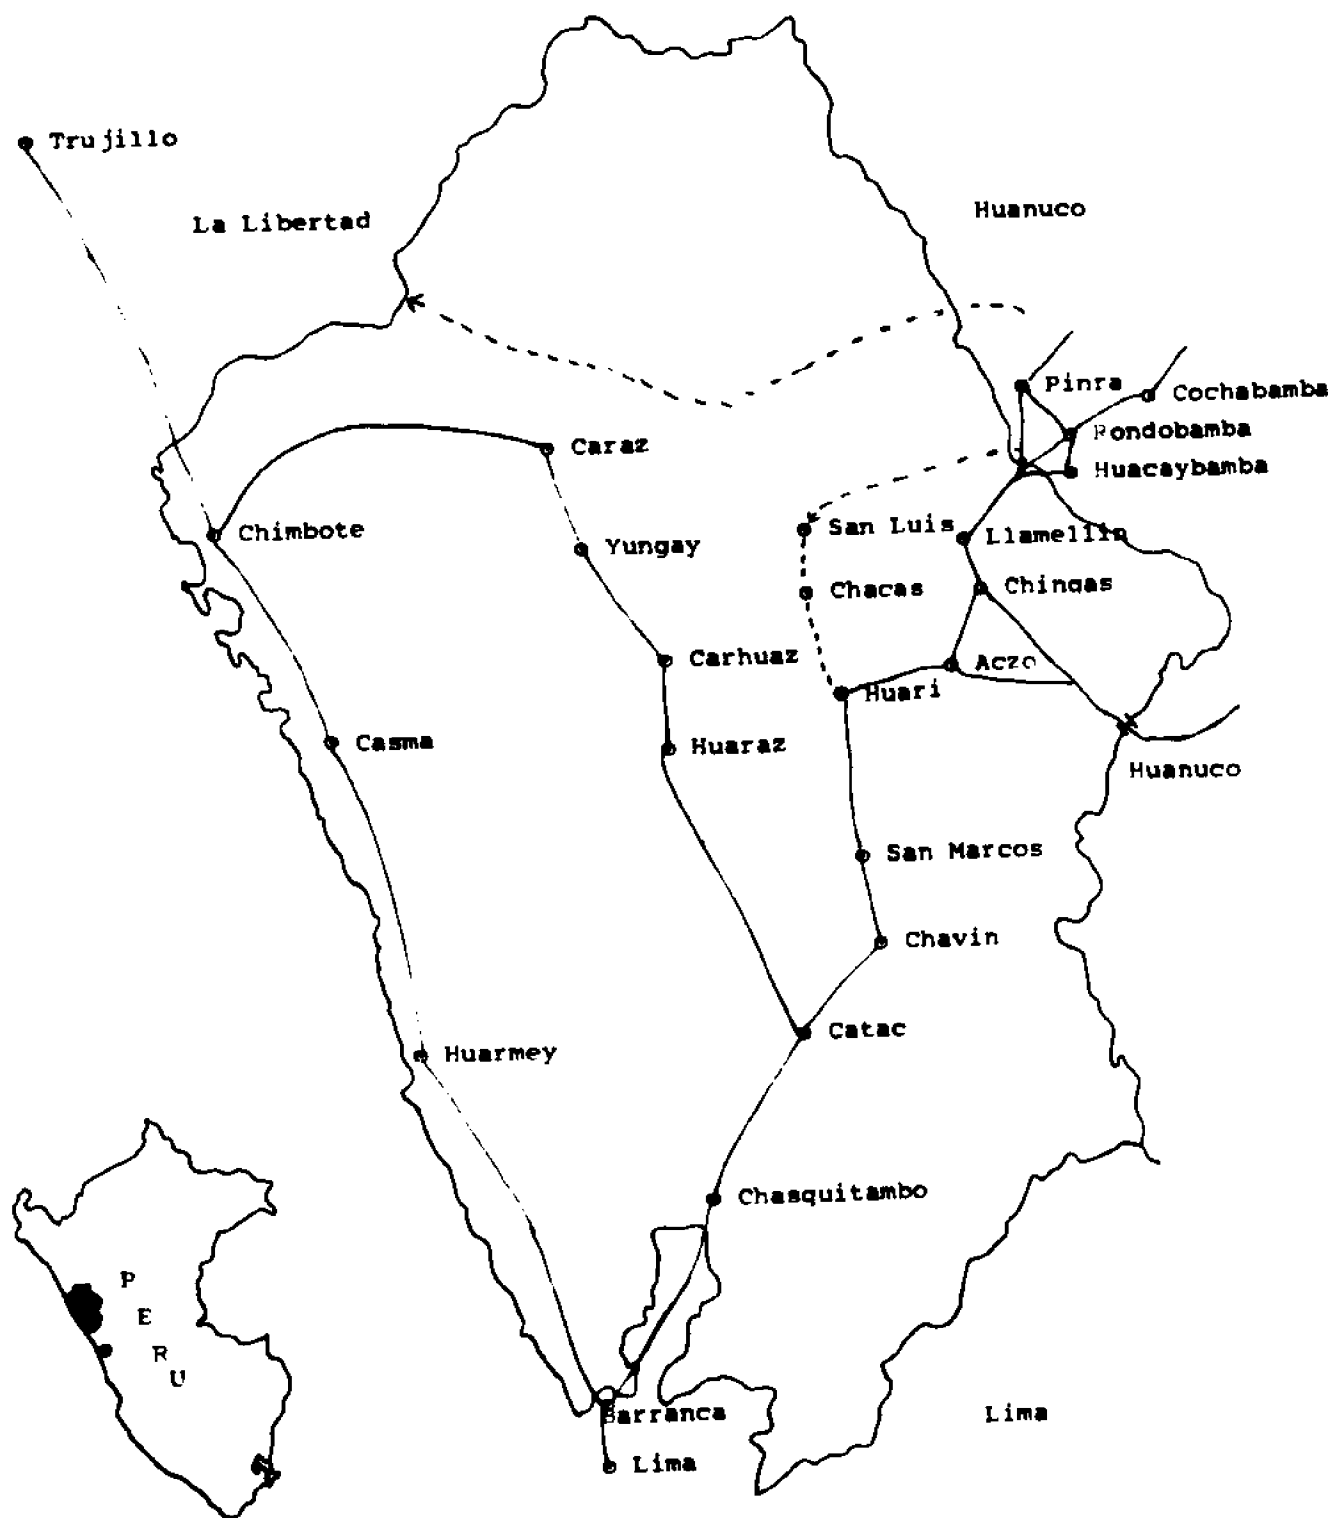 Trujillo
La Libertad
Huanuco
Pinra
Cochabamba
Rondobamba
Caraz
Huacaybamba
San Luis
Chimbote
Llamellin
Yungay
Chacas
Chingas
Carhuaz
Aczo
Huari
Casma
Huaraz
Huanuco
San Marcos
Chavin
Catac
Huarmey
Chasquitambo
P
E
R
U
Barranca
Lima
Lima